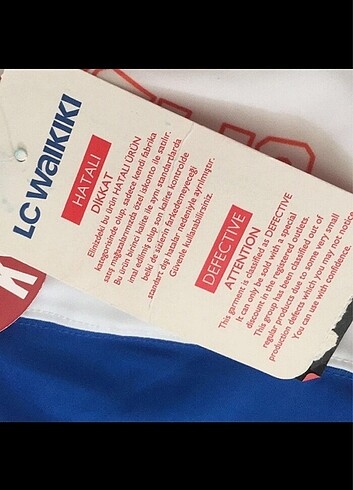 LC WAIKIKI
HATALI
DİKKAT
Elinizdeki bu ürün HATALI ÜRÜN
kategorisinde olup, sadece kendi fabrika
satış mağazalarımızda özel iskonto ile satılır.
Bu ürün birinci kalite ile aynı standartlarda
imal edilmiş olup son kalite kontrolde
belki de sizlerin farkedemeyeceği
standart dışı hatalar nedeniyle ayrılmıştır.
Güvenle kullanabilirsiniz.
DEFECTIVE
ATTENTION
This garment is classified as DEFECTIVE
It can only be sold with a special
discount in the registered outlets.
This group has been classified out of
regular products due to some very small
production defects which you may not notice
You can use with confidence.